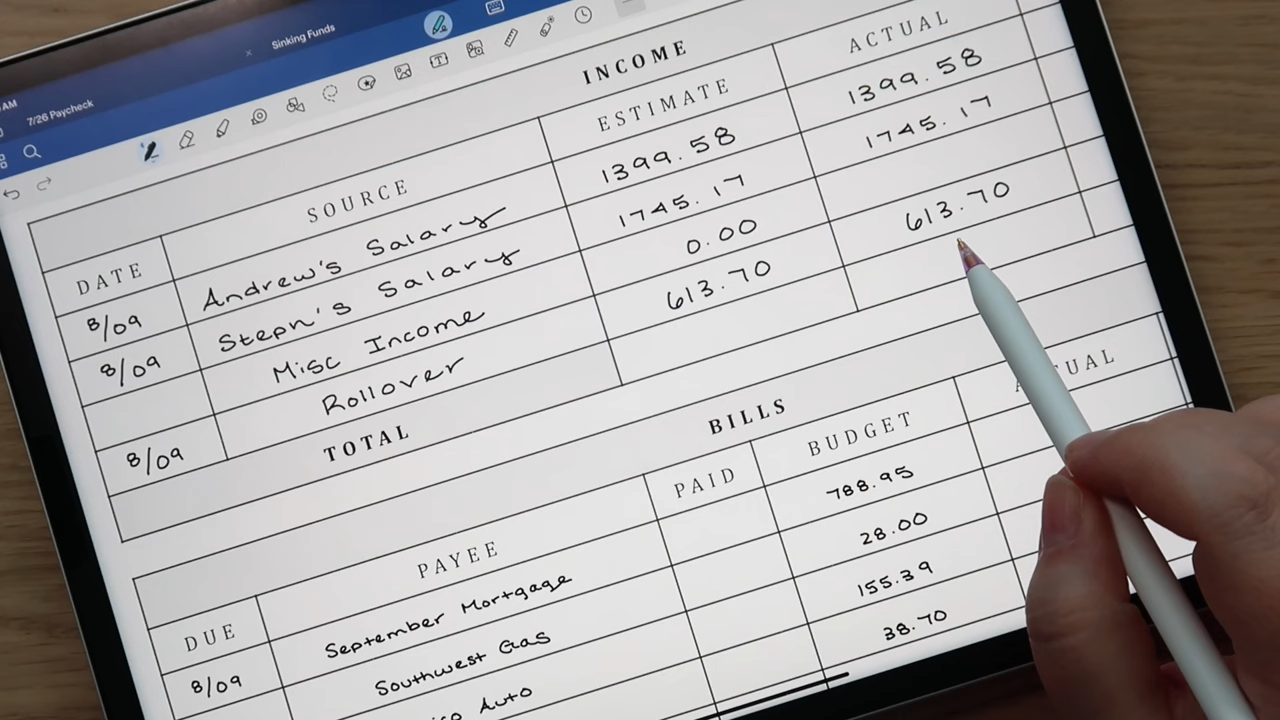 AM
Sinking Funds
7/26 Paycheck
INCOME
DATE SOURCE ESTIMATE ACTUAL
8/09 Andrew's Salary 1399.58 1399.58
8/09 Steph's Salary 1745.17 1745.17
Misc Income 0.00
8/09 Rollover 613.70 613.70
TOTAL
BILLS
DUE PAYEE PAID BUDGET
8/09 September Mortgage 788.95
Southwest Gas 28.00
Auto 155.39
38.70